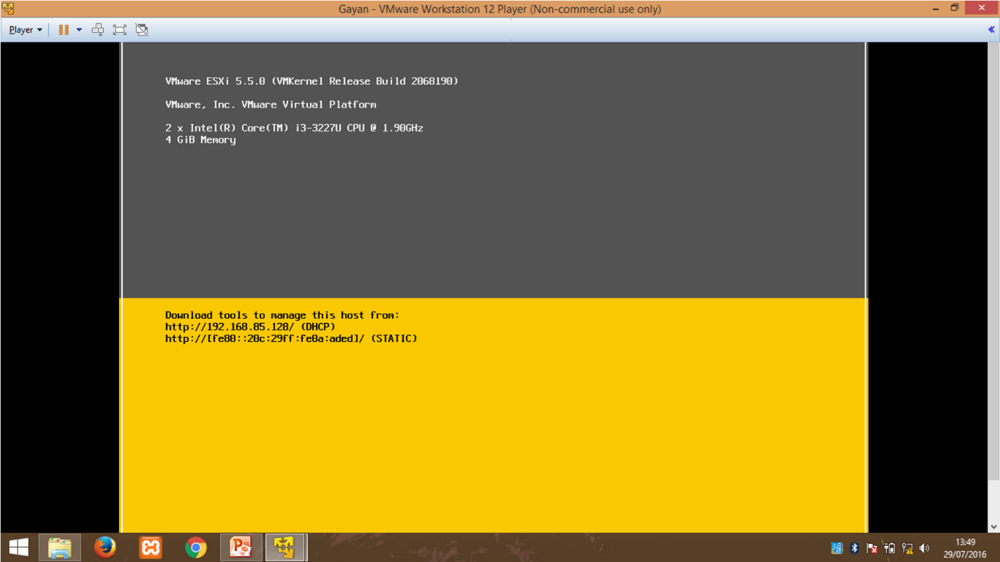 Gayan - VMware Workstation 12 Player (Non-commercial use only)
Player
VMware ESXi 5.5.0 (VMKernel Release Build 2068190)
VMware, Inc. VMware Virtual Platform
2 x Intel(R) Core(TM) i3-3227U CPU @ 1.90GHz
4 GiB Memory
Download tools to manage this host from:
http://192.168.85.128/ (DHCP)
http://[fe80::20c:29ff:fe0a:aded]/ (STATIC)
13:49
29/07/2016